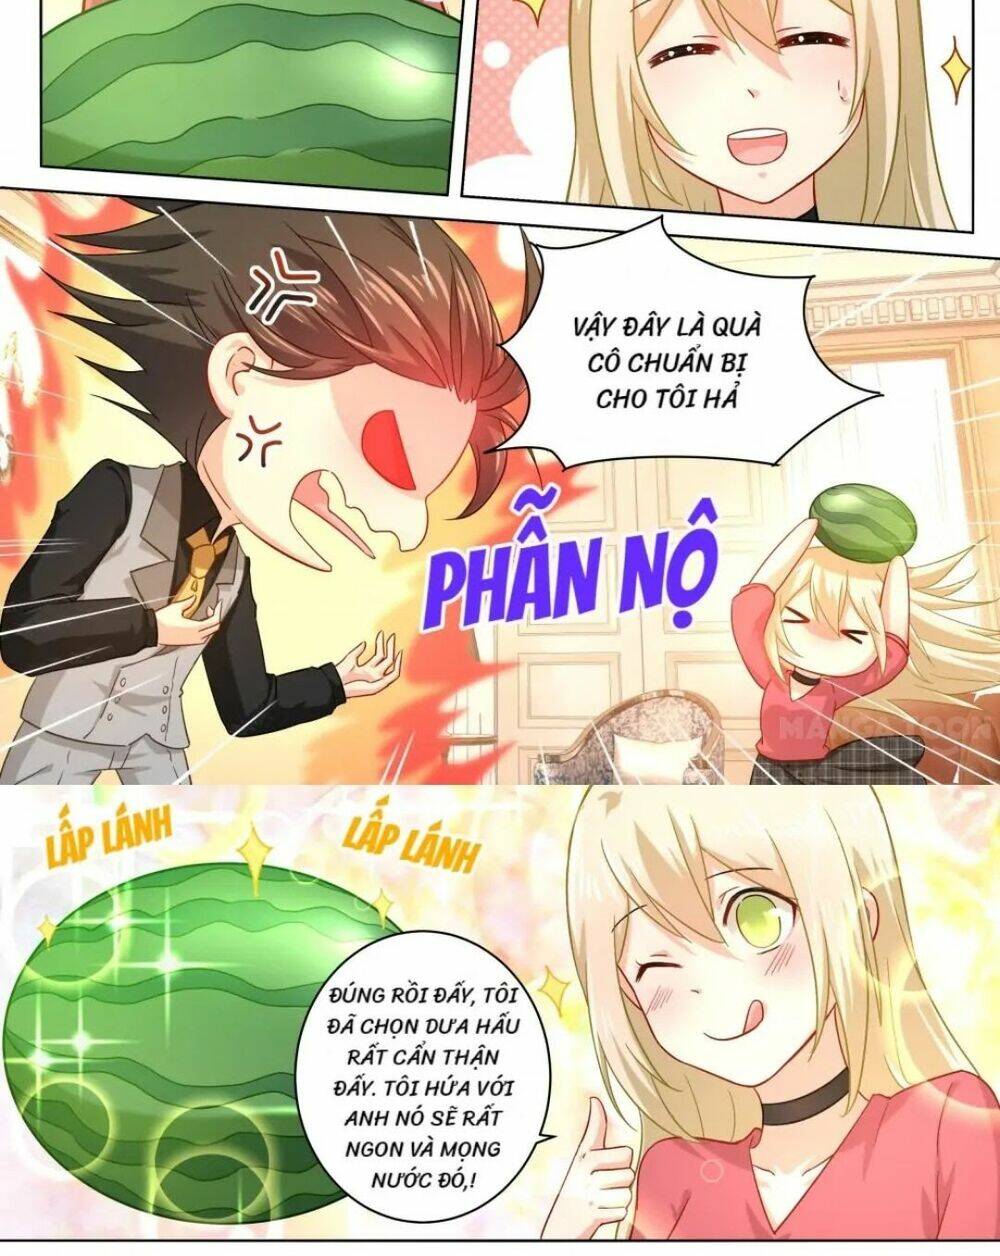 VẬY ĐÂY LÀ QUÀ
CÔ CHUẨN BỊ
CHO TÔI HẢ
PHẪN NỘ
MANGATOON
LẤP LÁNH
LẤP LÁNH
ĐÚNG RỒI ĐẤY, TÔI
ĐÃ CHỌN DƯA HẤU
RẤT CẨN THẬN
ĐẤY. TÔI HỨA VỚI
ANH NÓ SẼ RẤT
NGON VÀ MỌNG
NƯỚC ĐÓ,!